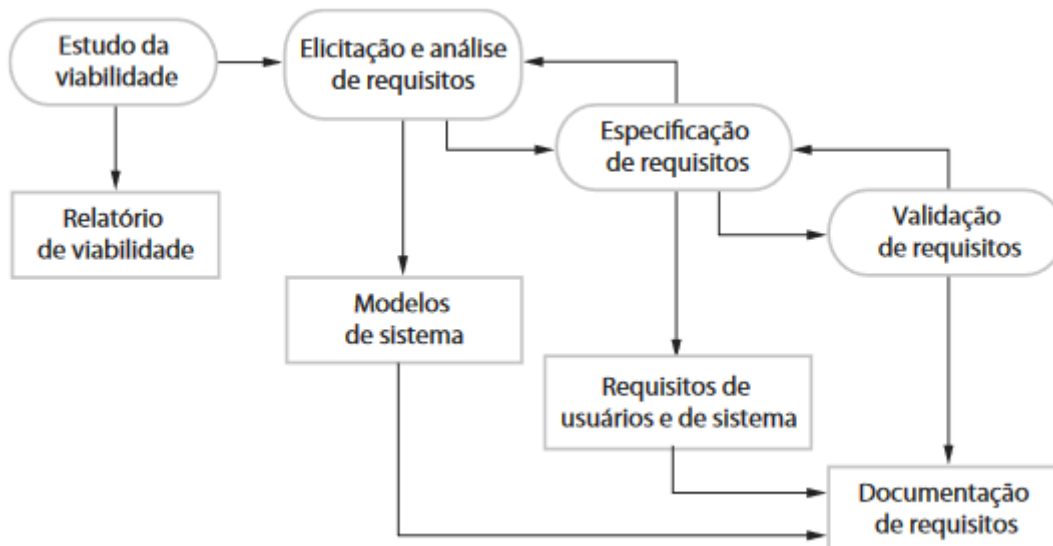 Estudo da
viabilidade
Elicitação e análise
de requisitos
Especificação
de requisitos
Validação
de requisitos
Relatório
de viabilidade
Modelos
de sistema
Requisitos de
usuários e de sistema
Documentação
de requisitos